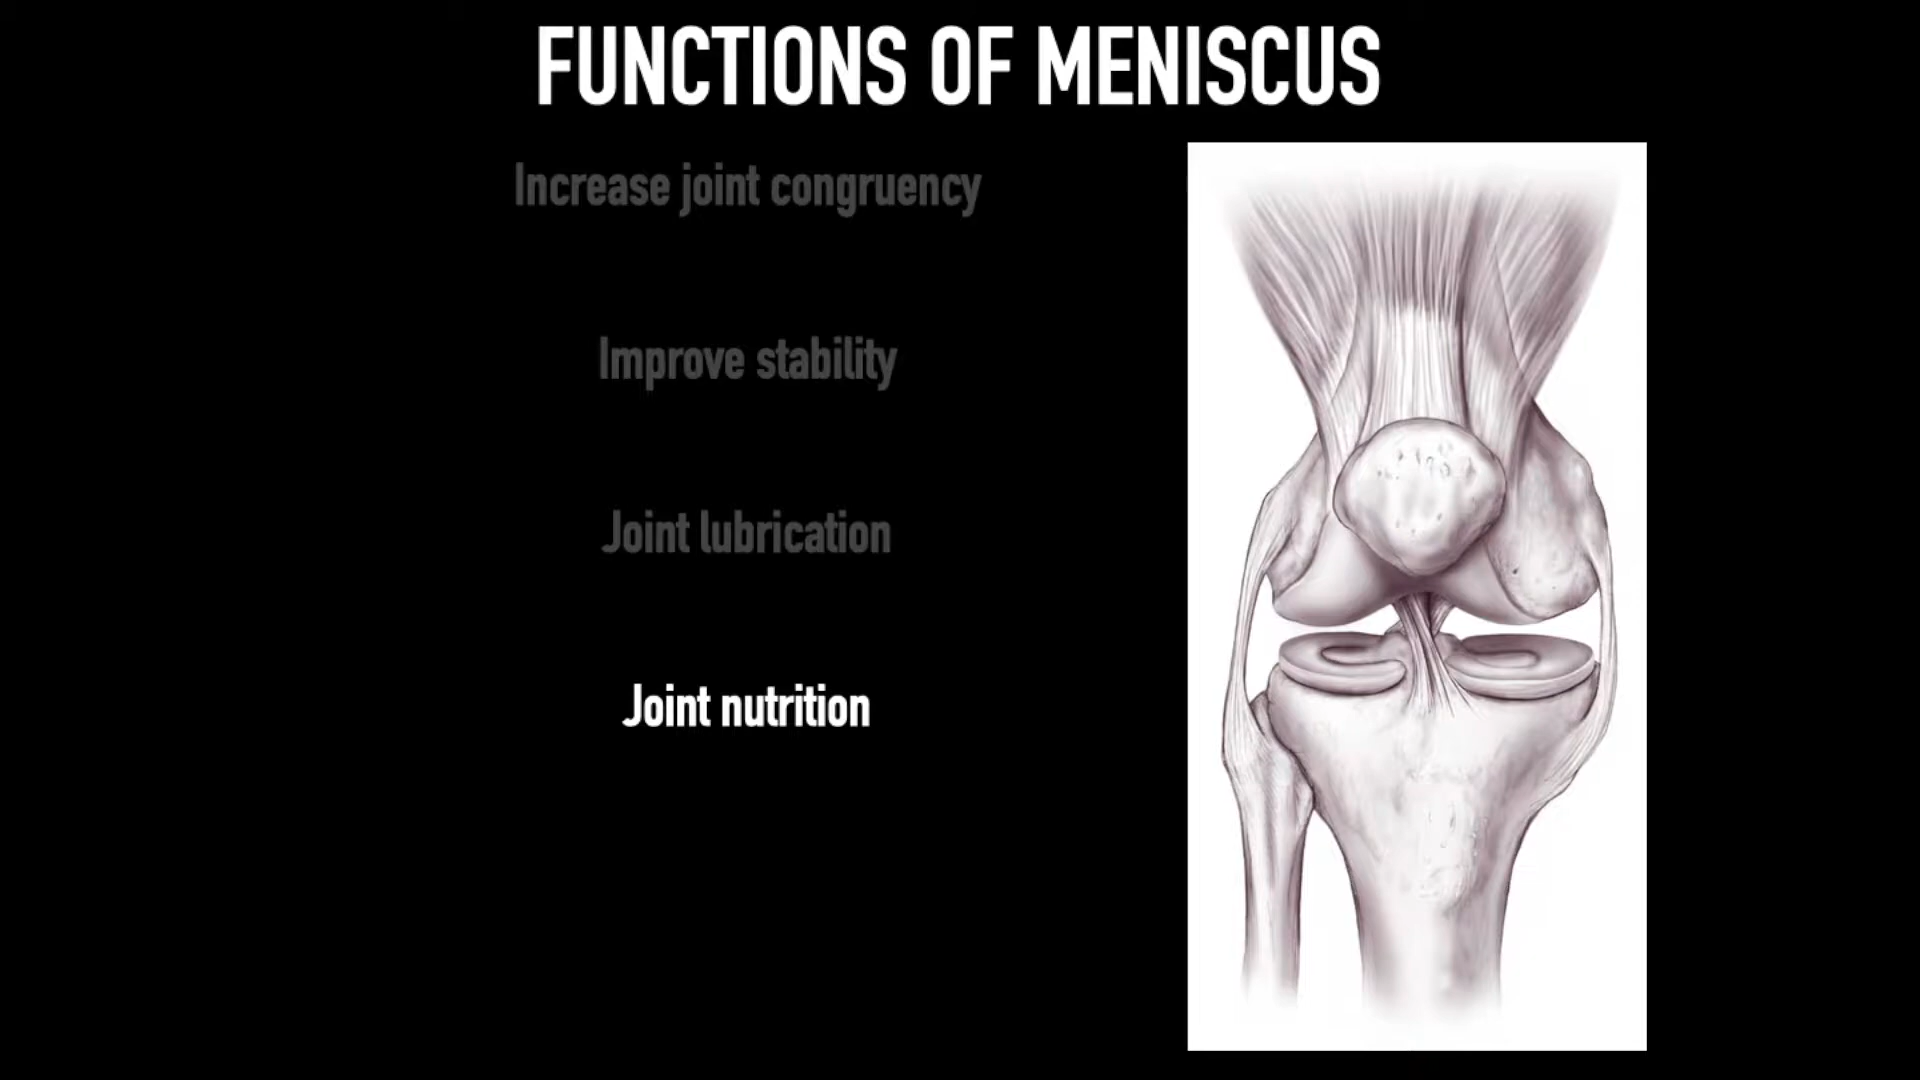 FUNCTIONS OF MENISCUS
Increase joint congruency
Improve stability
Joint lubrication
Joint nutrition